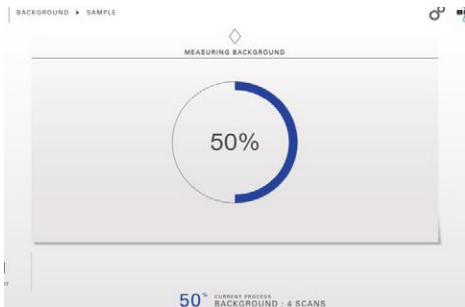 BACKGROUND ▸ SAMPLE
MEASURING BACKGROUND
50%
50%
CURRENT PROCESS
BACKGROUND : 4 SCANS